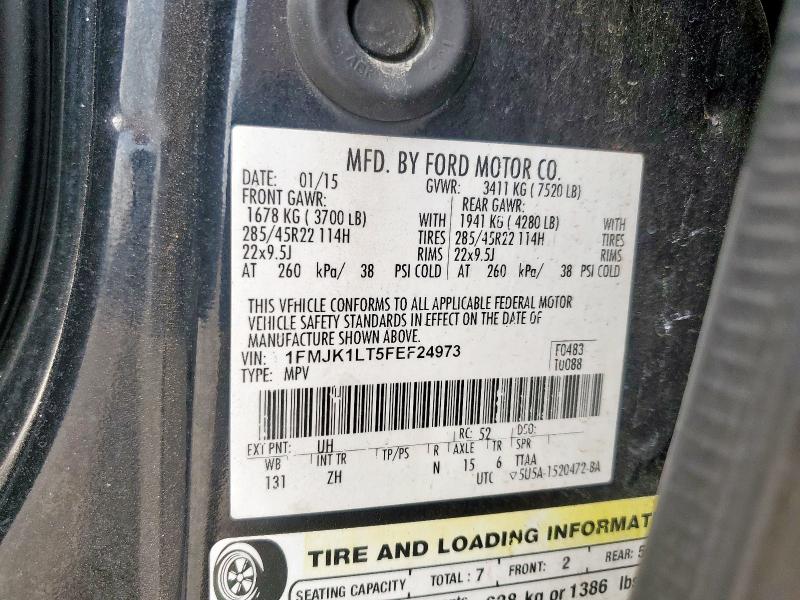 MFD. BY FORD MOTOR CO.
DATE: 01/15 GVWR: 3411 KG ( 7520 LB)
FRONT GAWR: REAR GAWR:
1678 KG ( 3700 LB) WITH 1941 KG ( 4280 LB) WITH
285/45R22 114H TIRES 285/45R22 114H TIRES
22x9.5J RIMS 22x9.5J RIMS
AT 260 kPa/ 38 PSI COLD AT 260 kPa/ 38 PSI COLD
THIS VEHICLE CONFORMS TO ALL APPLICABLE FEDERAL MOTOR
VEHICLE SAFETY STANDARDS IN EFFECT ON THE DATE OF
MANUFACTURE SHOWN ABOVE.
VIN: 1FMJK1LT5FEF24973 F0483
TYPE: MPV T0088
EXT PNT: UH RC: 52 DSO:
WB INT TR TP/PS R AXLE TR SPR
131 ZH N 15 6 TTAA
UTC ▽5U5A-1520472-BA
TIRE AND LOADING INFORMAT
SEATING CAPACITY TOTAL : 7 FRONT: 2 REAR: 5
kg or 1386 lbs